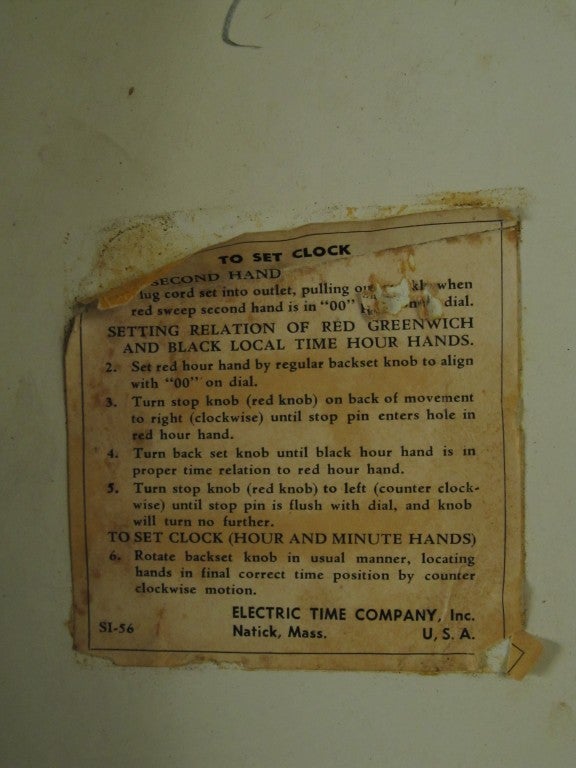 TO SET CLOCK
SECOND HAND
Plug cord set into outlet, pulling when
red sweep second hand is in "00" dial.
SETTING RELATION OF RED GREENWICH
AND BLACK LOCAL TIME HOUR HANDS.
2. Set red hour hand by regular backset knob to align
with "00" on dial.
3. Turn stop knob (red knob) on back of movement
to right (clockwise) until stop pin enters hole in
red hour hand.
4. Turn back set knob until black hour hand is in
proper time relation to red hour hand.
5. Turn stop knob (red knob) to left (counter clock-
wise) until stop pin is flush with dial, and knob
will turn no further.
TO SET CLOCK (HOUR AND MINUTE HANDS)
6. Rotate backset knob in usual manner, locating
hands in final correct time position by counter
clockwise motion.
ELECTRIC TIME COMPANY, Inc.
SI-56 Natick, Mass. U, S. A.